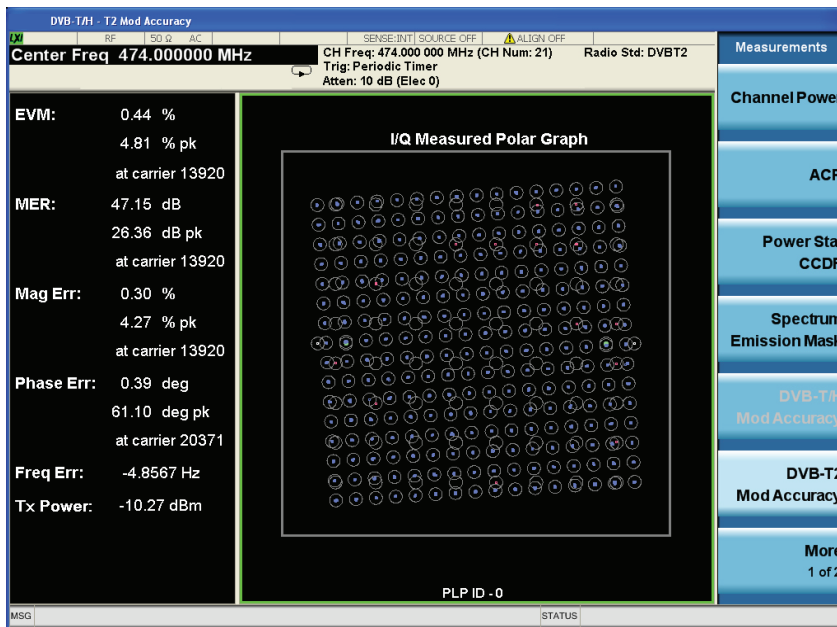 DVB-T/H - T2 Mod Accuracy
LXI RF 50 Ω AC SENSE:INT SOURCE OFF ALIGN OFF
Center Freq 474.000000 MHz
CH Freq: 474.000 000 MHz (CH Num: 21) Radio Std: DVBT2
Trig: Periodic Timer
Atten: 10 dB (Elec 0)
EVM: 0.44 %
4.81 % pk
at carrier 13920
MER: 47.15 dB
26.36 dB pk
at carrier 13920
Mag Err: 0.30 %
4.27 % pk
at carrier 13920
Phase Err: 0.39 deg
61.10 deg pk
at carrier 20371
Freq Err: -4.8567 Hz
Tx Power: -10.27 dBm
I/Q Measured Polar Graph
PLP ID - 0
Measurements
Channel Power
ACP
Power Sta
CCDF
Spectrum
Emission Mask
DVB-T/H
Mod Accuracy
DVB-T2
Mod Accuracy
More
1 of 2
MSG STATUS